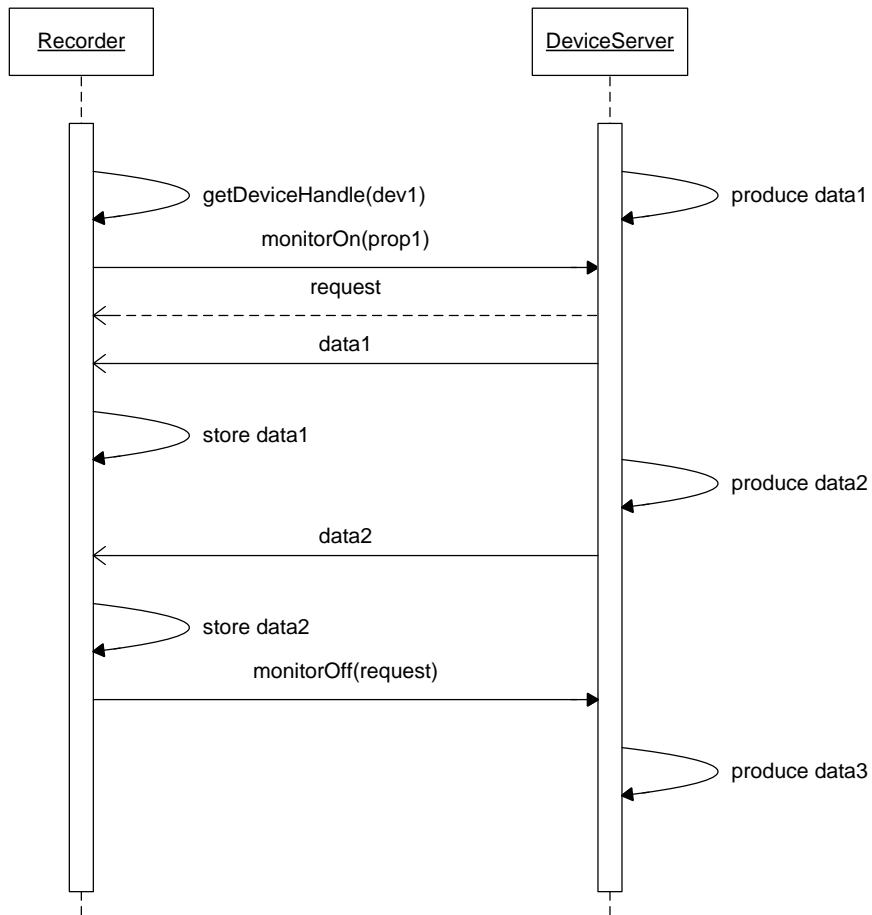 Recorder
DeviceServer
getDeviceHandle(dev1)
produce data1
monitorOn(prop1)
request
data1
store data1
produce data2
data2
store data2
monitorOff(request)
produce data3